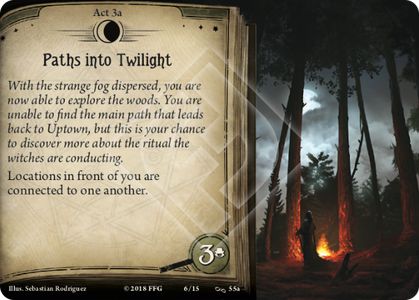 Act 3a
Paths into Twilight
With the strange fog dispersed, you are
now able to explore the woods. You are
unable to find the main path that leads
back to Uptown, but this is your chance
to discover more about the ritual the
witches are conducting.
Locations in front of you are
connected to one another.
3
Illus. Sebastian Rodriguez
© 2018 FFG
6/15
55a